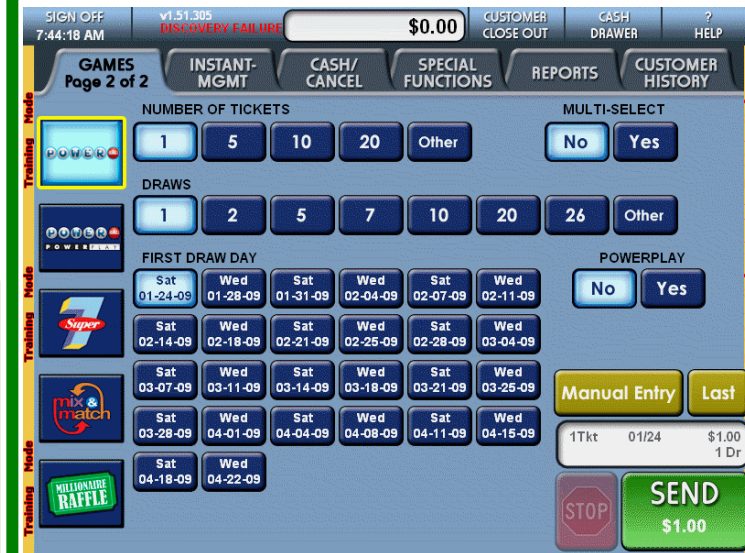 SIGN OFF
7:44:18 AM
v1.51.305
DISCOVERY FAILURE
$0.00
CUSTOMER
CLOSE OUT
CASH
DRAWER
?
HELP
GAMES
Page 2 of 2
INSTANT-
MGMT
CASH/
CANCEL
SPECIAL
FUNCTIONS
REPORTS
CUSTOMER
HISTORY
Training Mode
Training Mode
Training Mode
POWER
POWER
POWER PLAY
Super 7
mix &
match
MILLIONAIRE
RAFFLE
NUMBER OF TICKETS
1 5 10 20 Other
MULTI-SELECT
No Yes
DRAWS
1 2 5 7 10 20 26 Other
FIRST DRAW DAY
Sat Wed Sat Wed Sat Wed
01-24-09 01-28-09 01-31-09 02-04-09 02-07-09 02-11-09
Sat Wed Sat Wed Sat Wed
02-14-09 02-18-09 02-21-09 02-25-09 02-28-09 03-04-09
Sat Wed Sat Wed Sat Wed
03-07-09 03-11-09 03-14-09 03-18-09 03-21-09 03-25-09
Sat Wed Sat Wed Sat Wed
03-28-09 04-01-09 04-04-09 04-08-09 04-11-09 04-15-09
Sat Wed
04-18-09 04-22-09
POWERPLAY
No Yes
Manual Entry Last
1Tkt 01/24 $1.00
1 Dr
STOP
SEND
$1.00